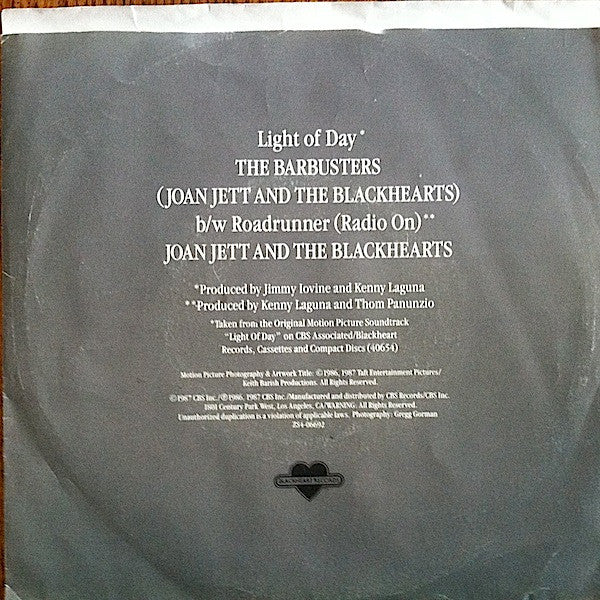 Light of Day*
THE BARBUSTERS
(JOAN JETT AND THE BLACKHEARTS)
b/w Roadrunner (Radio On)**
JOAN JETT AND THE BLACKHEARTS
*Produced by Jimmy Iovine and Kenny Laguna
**Produced by Kenny Laguna and Thom Panunzio
*Taken from the Original Motion Picture Soundtrack
"Light Of Day" on CBS Associated/Blackheart
Records, Cassettes and Compact Discs (40654)
Motion Picture Photography & Artwork Title: ©1986, 1987 Taft Entertainment Pictures/
Keith Barish Productions. All Rights Reserved.
©1987 CBS Inc./℗1986, 1987 CBS Inc./Manufactured and distributed by CBS Records/CBS Inc.
1801 Century Park West, Los Angeles, CA/WARNING: All Rights Reserved.
Unauthorized duplication is a violation of applicable laws. Photography: Gregg Gorman
ZS4-06692
BLACKHEART RECORDS